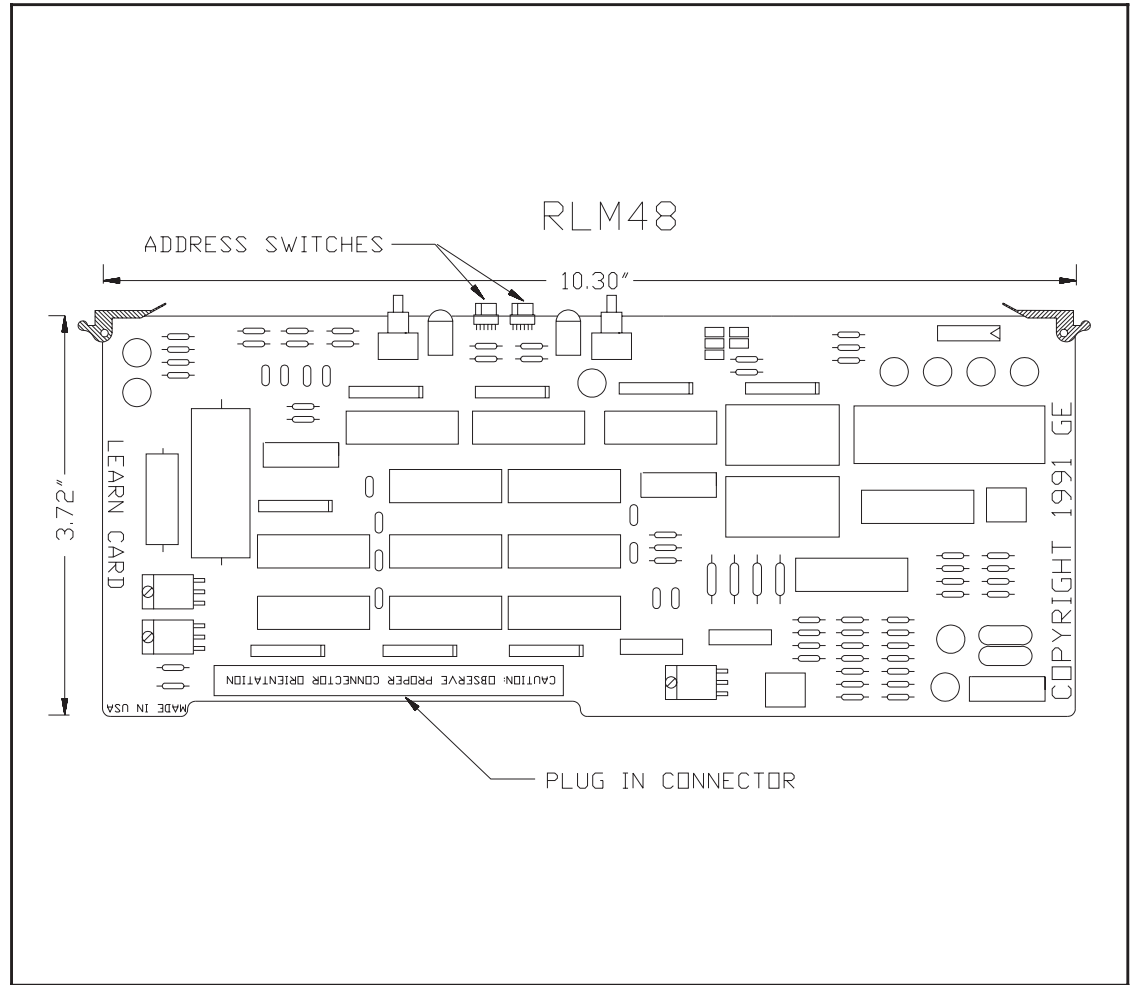 RLM48
ADDRESS SWITCHES
10.30"
3.72"
LEARN CARD
COPYRIGHT 1991 GE
CAUTION: OBSERVE PROPER CONNECTOR ORIENTATION
MADE IN USA
PLUG IN CONNECTOR